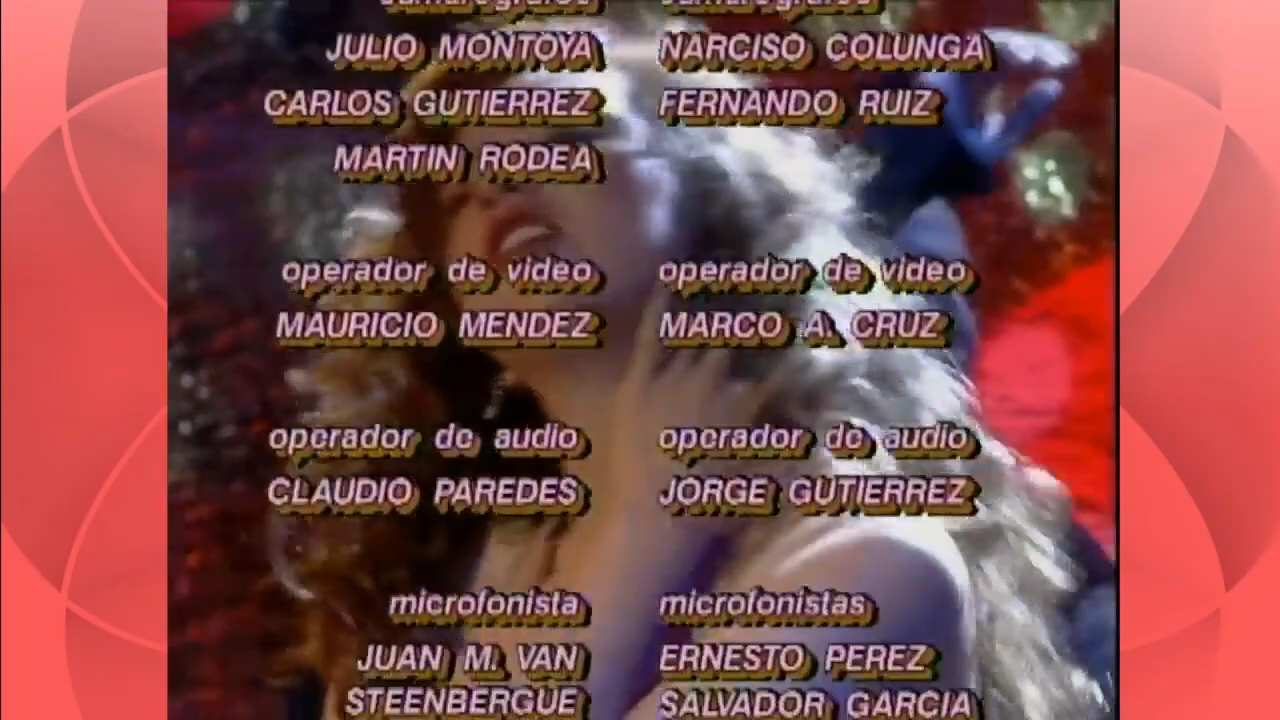 camarógrafos camarógrafos
JULIO MONTOYA NARCISO COLUNGA
CARLOS GUTIERREZ FERNANDO RUIZ
MARTIN RODEA
operador de video operador de video
MAURICIO MENDEZ MARCO A. CRUZ
operador de audio operador de audio
CLAUDIO PAREDES JORGE GUTIERREZ
microfonista microfonistas
JUAN M. VAN ERNESTO PEREZ
STEENBERGUE SALVADOR GARCIA